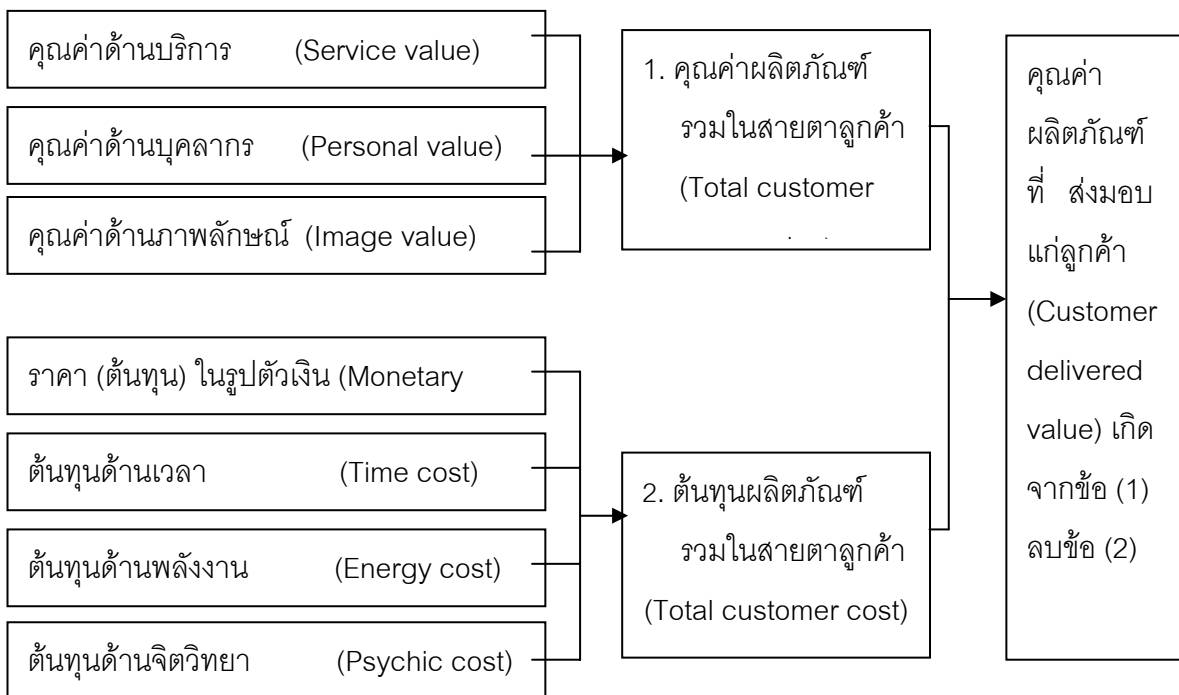 คุณค่าด้านบริการ (Service value)
คุณค่าด้านบุคลากร (Personal value)
คุณค่าด้านภาพลักษณ์ (Image value)
1. คุณค่าผลิตภัณฑ์
รวมในสายตาลูกค้า
(Total customer
ราคา (ต้นทุน) ในรูปตัวเงิน (Monetary
ต้นทุนด้านเวลา (Time cost)
ต้นทุนด้านพลังงาน (Energy cost)
ต้นทุนด้านจิตวิทยา (Psychic cost)
2. ต้นทุนผลิตภัณฑ์
รวมในสายตาลูกค้า
(Total customer cost)
คุณค่า
ผลิตภัณฑ์
ที่ ส่งมอบ
แก่ลูกค้า
(Customer
delivered
value) เกิด
จากข้อ (1)
ลบข้อ (2)